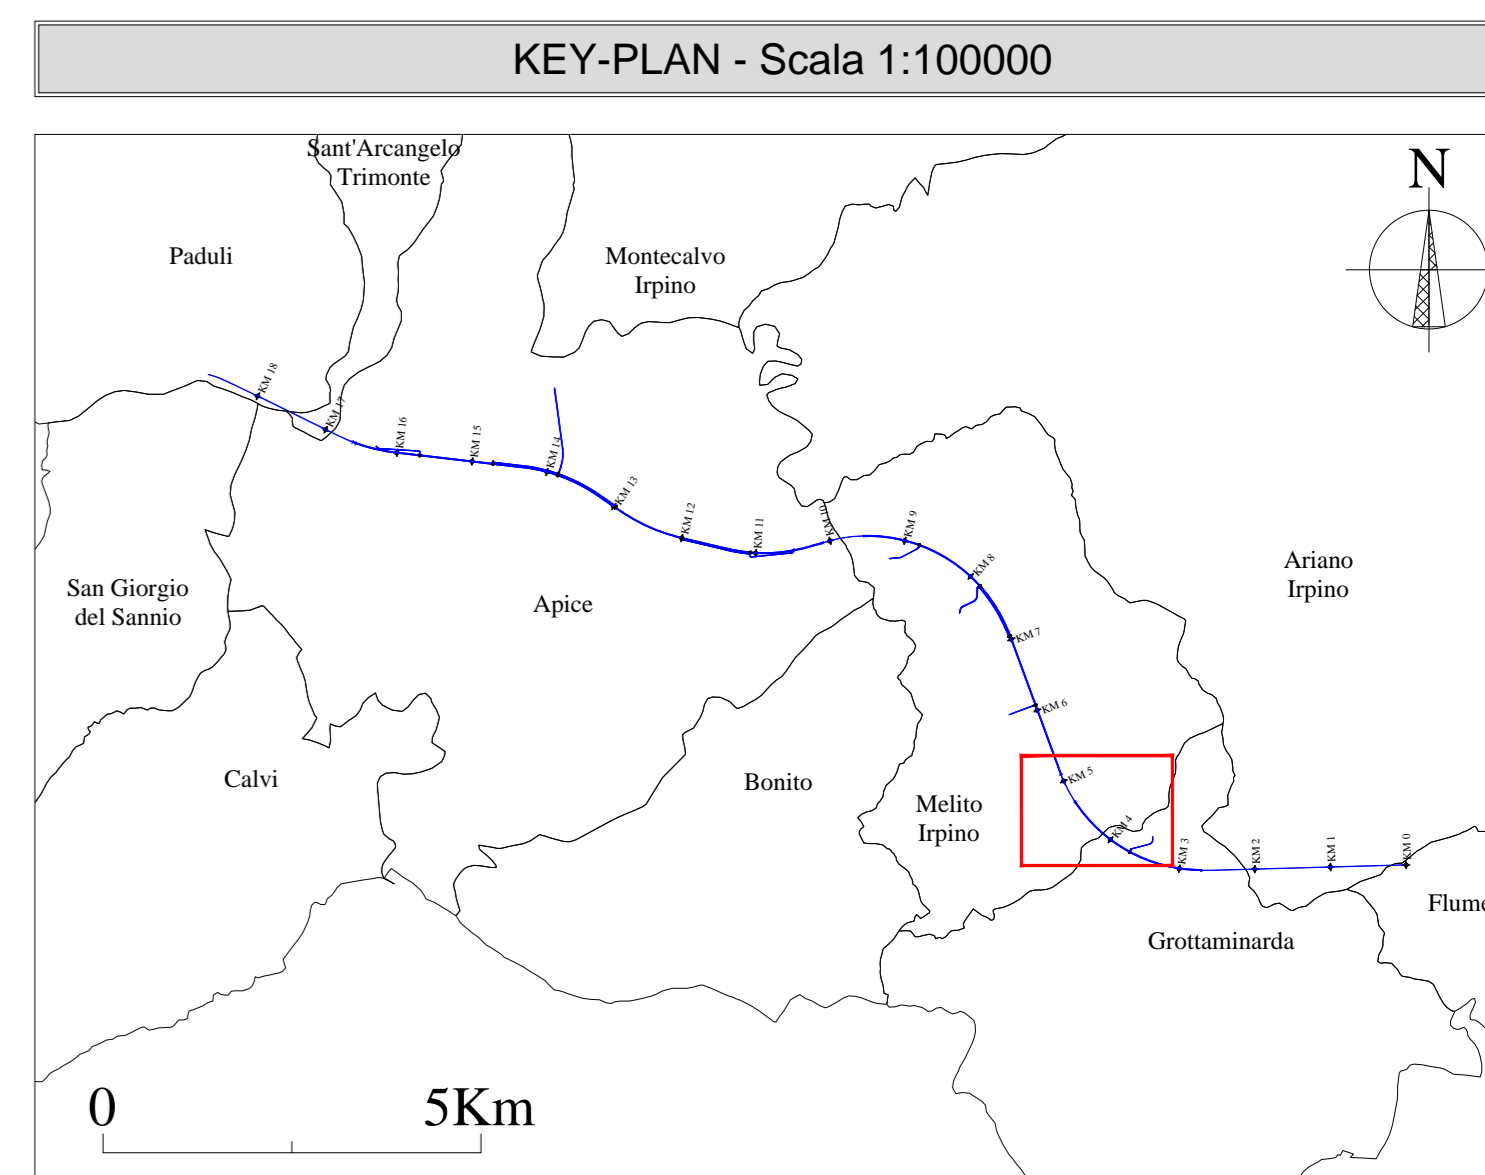 KEY-PLAN - Scala 1:100000
Sant'Arcangelo
Trimonte
N
Paduli
Montecalvo
Irpino
KM 18
KM 17
KM 16
KM 15
KM 14
KM 13
KM 12
KM 11
KM 10
KM 9
KM 8
KM 7
KM 6
KM 5
KM 4
KM 3
KM 2
KM 1
KM 0
Ariano
Irpino
San Giorgio
del Sannio
Apice
Calvi
Bonito
Melito
Irpino
Flume
Grottaminarda
0
5Km